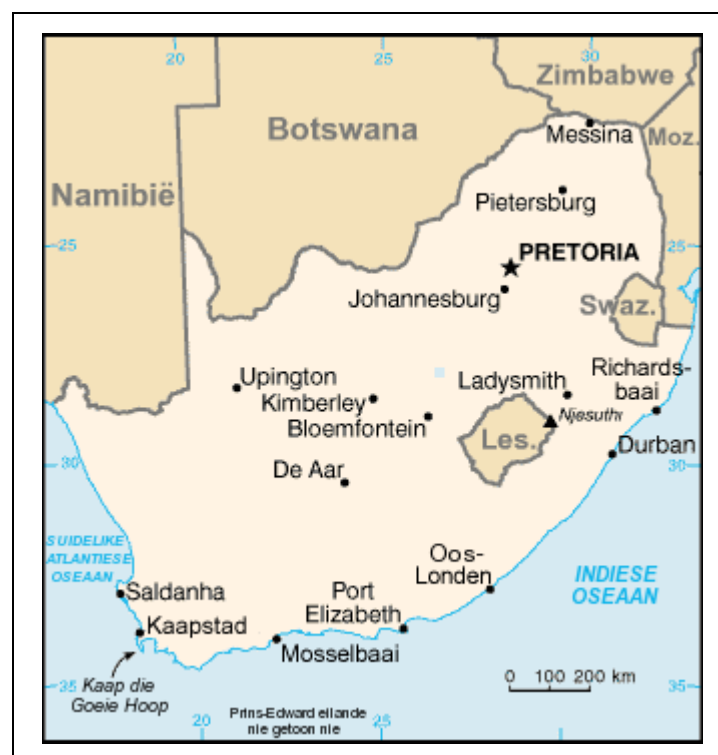 20
25
30
Zimbabwe
Botswana
Messina
Moz.
Namibië
Pietersburg
25
PRETORIA
25
Johannesburg
Swaz.
Upington
Kimberley
Bloemfontein
Ladysmith
Richards-
baai
Njesuthi
Les.
Durban
30
30
De Aar
SUIDELIKE
ATLANTIESE
OSEAAN
Oos-
Londen
INDIESE
OSEAAN
Saldanha
Port
Elizabeth
Kaapstad
Mosselbaai
Kaap die
Goeie Hoop
0 100 200 km
35
35
Prins-Edward eilande
nie getoon nie
20
25